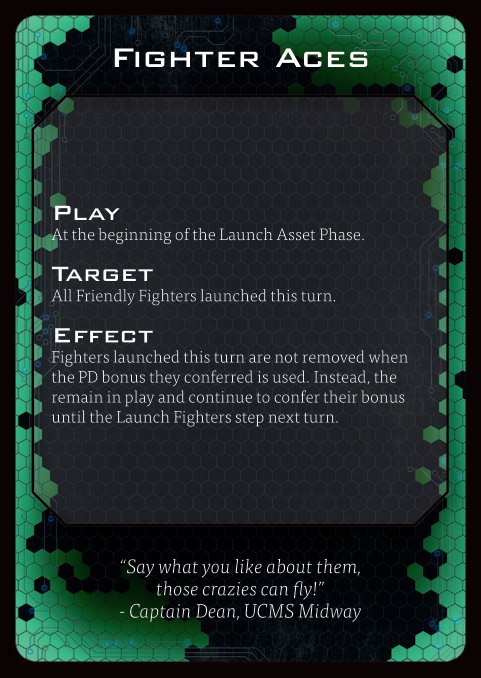 Fighter Aces
Play
At the beginning of the Launch Asset Phase.
Target
All Friendly Fighters launched this turn.
Effect
Fighters launched this turn are not removed when
the PD bonus they conferred is used. Instead, the
remain in play and continue to confer their bonus
until the Launch Fighters step next turn.
“Say what you like about them,
those crazies can fly!”
- Captain Dean, UCMS Midway